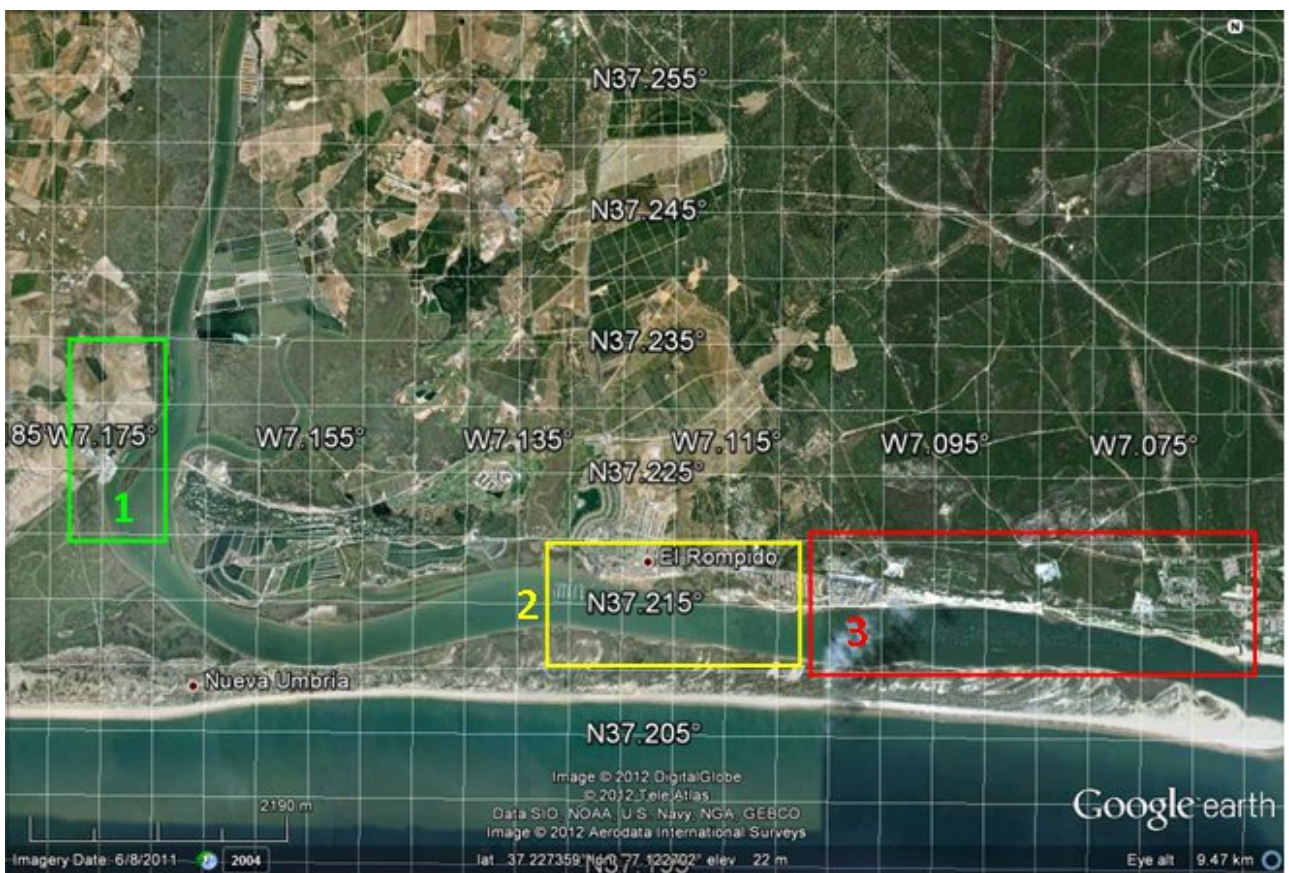 N
N37.255°
N37.245°
N37.235°
85°
W7.175°
W7.155°
W7.135°
W7.115°
W7.095°
W7.075°
N37.225°
1
El Rompido
2
N37.215°
3
Nueva Umbria
N37.205°
Image © 2012 DigitalGlobe
© 2012 Tele Atlas
Data SIO, NOAA, U.S. Navy, NGA, GEBCO
Image © 2012 Aerodata International Surveys
2190 m
Google earth
Imagery Date: 6/8/2011
2004
lat 37.227359°
elev 22 m
Eye alt 9.47 km